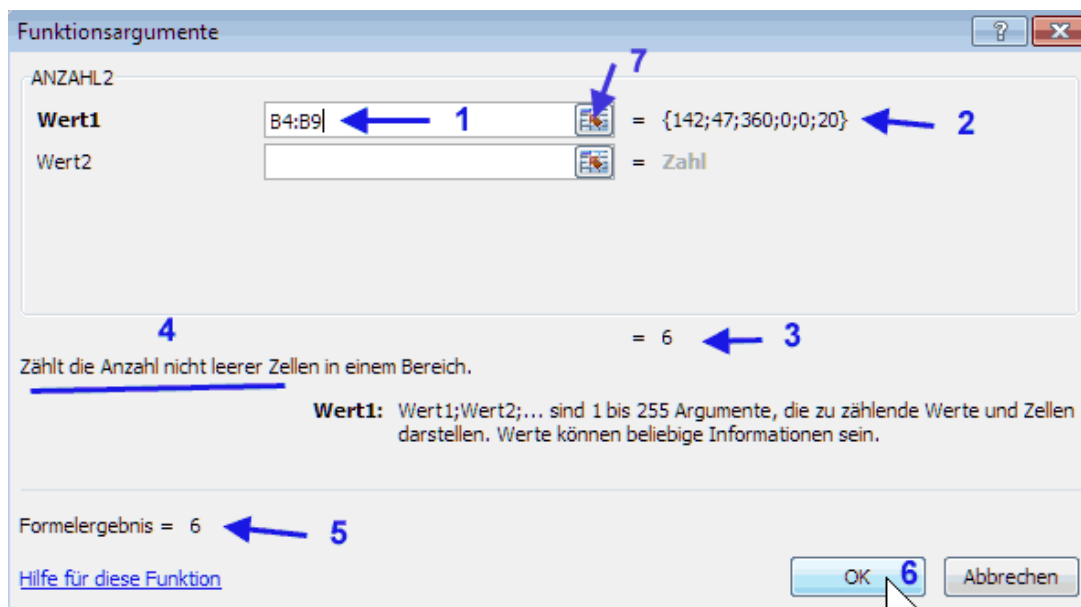 Funktionsargumente
ANZAHL2
7
Wert1 B4:B9 1 = {142;47;360;0;0;20} 2
Wert2 = Zahl
4
= 6 3
Zählt die Anzahl nicht leerer Zellen in einem Bereich.
Wert1: Wert1;Wert2;... sind 1 bis 255 Argumente, die zu zählende Werte und Zellen
darstellen. Werte können beliebige Informationen sein.
Formelergebnis = 6 5
Hilfe für diese Funktion OK 6 Abbrechen